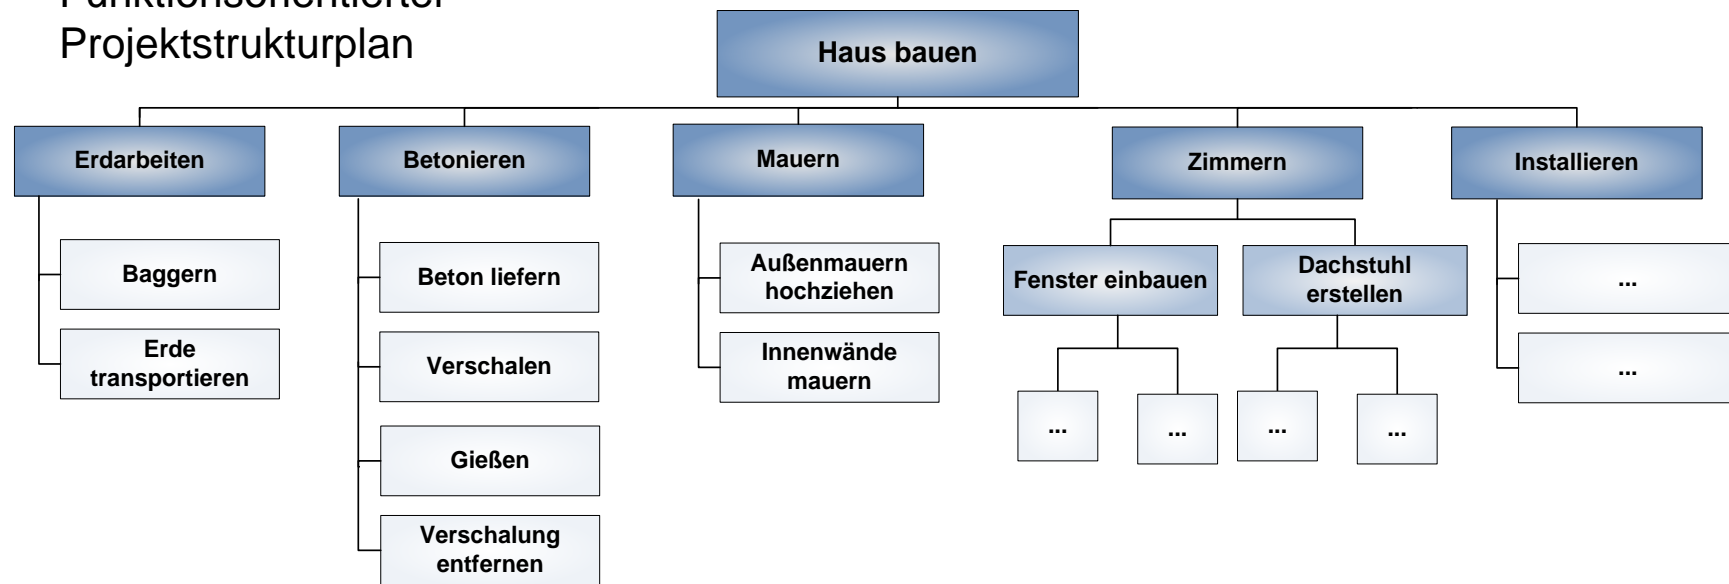 Funktionsorientierter
Projektstrukturplan
Haus bauen
Erdarbeiten
Betonieren
Mauern
Zimmern
Installieren
Baggern
Erde
transportieren
Beton liefern
Verschalen
Gießen
Verschalung
entfernen
Außenmauern
hochziehen
Innenwände
mauern
Fenster einbauen
Dachstuhl
erstellen
...
...
...
...
...
...